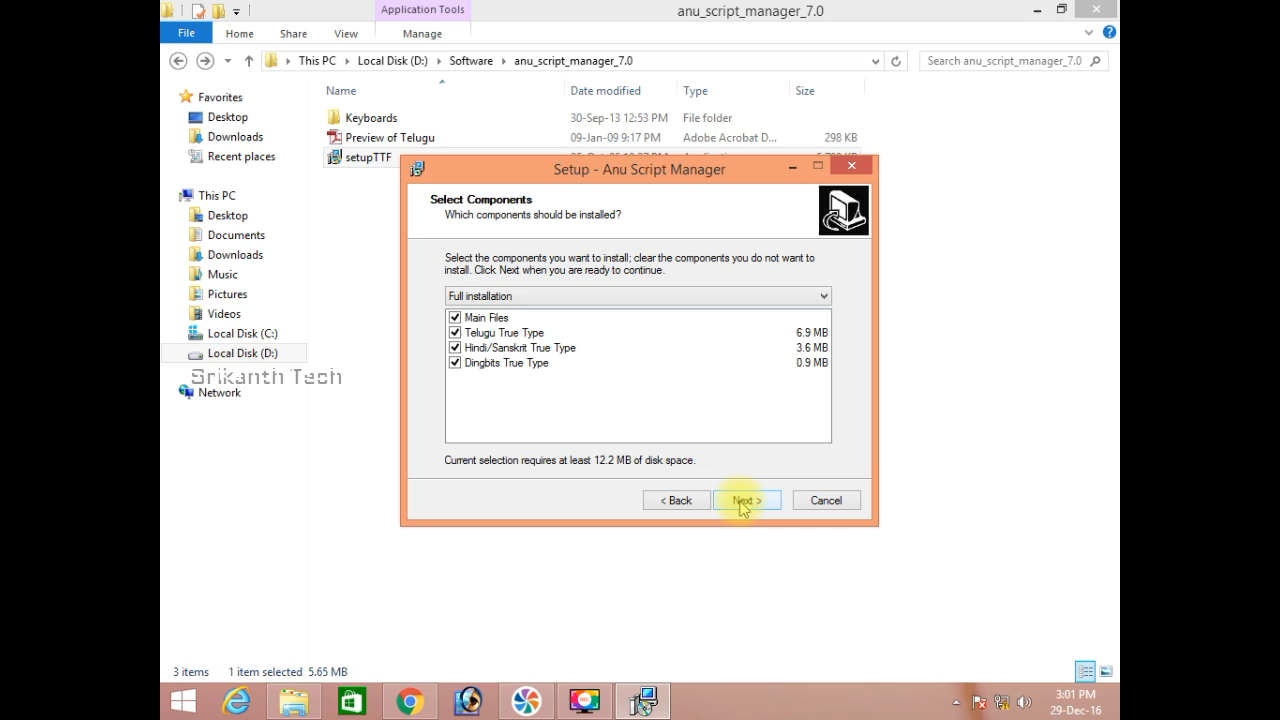 Application Tools
anu_script_manager_7.0
File Home Share View Manage
This PC Local Disk (D:) Software anu_script_manager_7.0
Search anu_script_manager_7.0
Name Date modified Type Size
Favorites
Desktop
Downloads
Recent places
This PC
Desktop
Documents
Downloads
Music
Pictures
Videos
Local Disk (C:)
Local Disk (D:)
Srikanth Tech
Network
Keyboards 30-Sep-13 12:53 PM File folder
Preview of Telugu 09-Jan-09 9:17 PM Adobe Acrobat D... 298 KB
setupTTF
Setup - Anu Script Manager
Select Components
Which components should be installed?
Select the components you want to install; clear the components you do not want to
install. Click Next when you are ready to continue.
Full installation
Main Files
Telugu True Type 6.9 MB
Hindi/Sanskrit True Type 3.6 MB
Dingbits True Type 0.9 MB
Current selection requires at least 12.2 MB of disk space.
< Back Next > Cancel
3 items 1 item selected 5.65 MB
3:01 PM
29-Dec-16